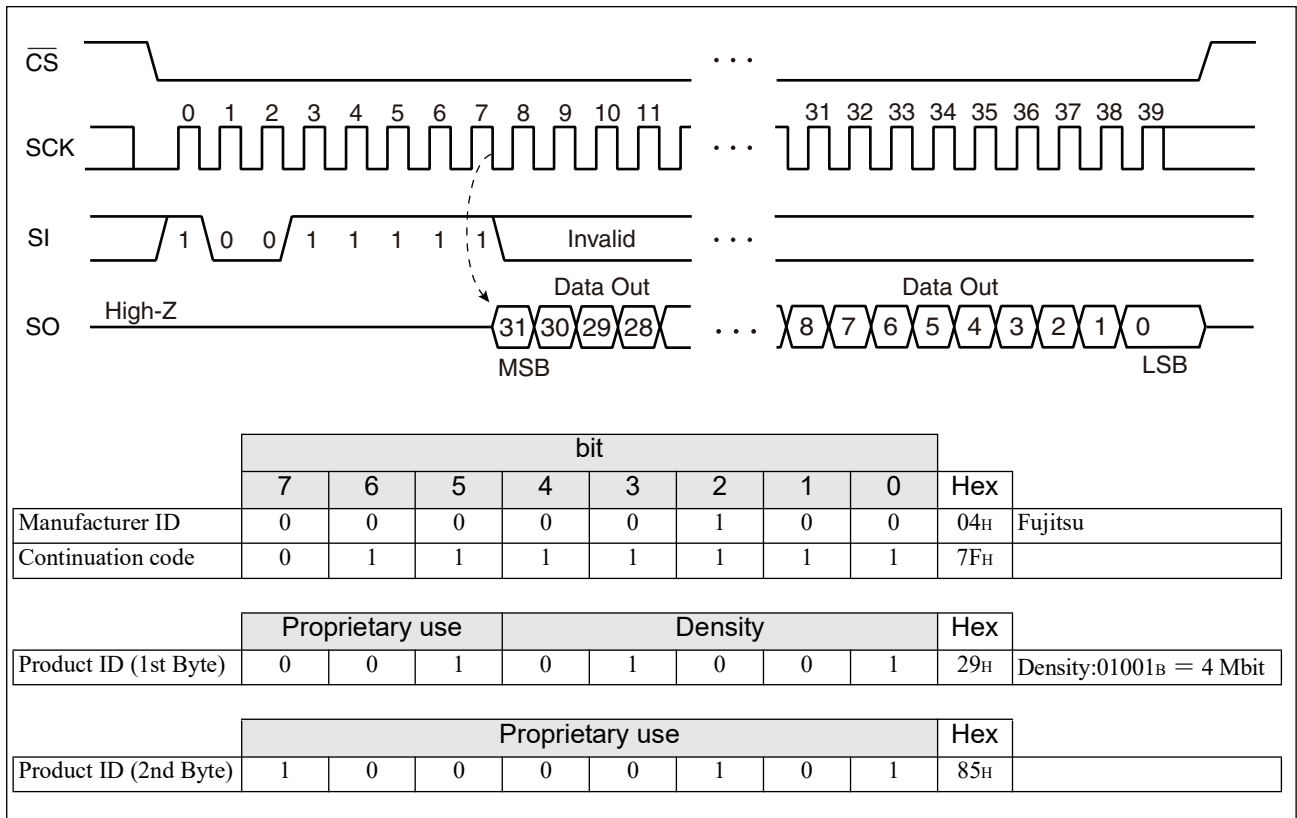 CS
. . .
0 1 2 3 4 5 6 7 8 9 10 11 31 32 33 34 35 36 37 38 39
SCK . . .
SI 1 0 0 1 1 1 1 1 Invalid . . .
Data Out Data Out
High-Z
SO 31 30 29 28 . . . 8 7 6 5 4 3 2 1 0
MSB LSB
bit
7 6 5 4 3 2 1 0 Hex
Manufacturer ID 0 0 0 0 0 1 0 0 04H Fujitsu
Continuation code 0 1 1 1 1 1 1 1 7FH
Proprietary use Density Hex
Product ID (1st Byte) 0 0 1 0 1 0 0 1 29H Density:01001B = 4 Mbit
Proprietary use Hex
Product ID (2nd Byte) 1 0 0 0 0 1 0 1 85H